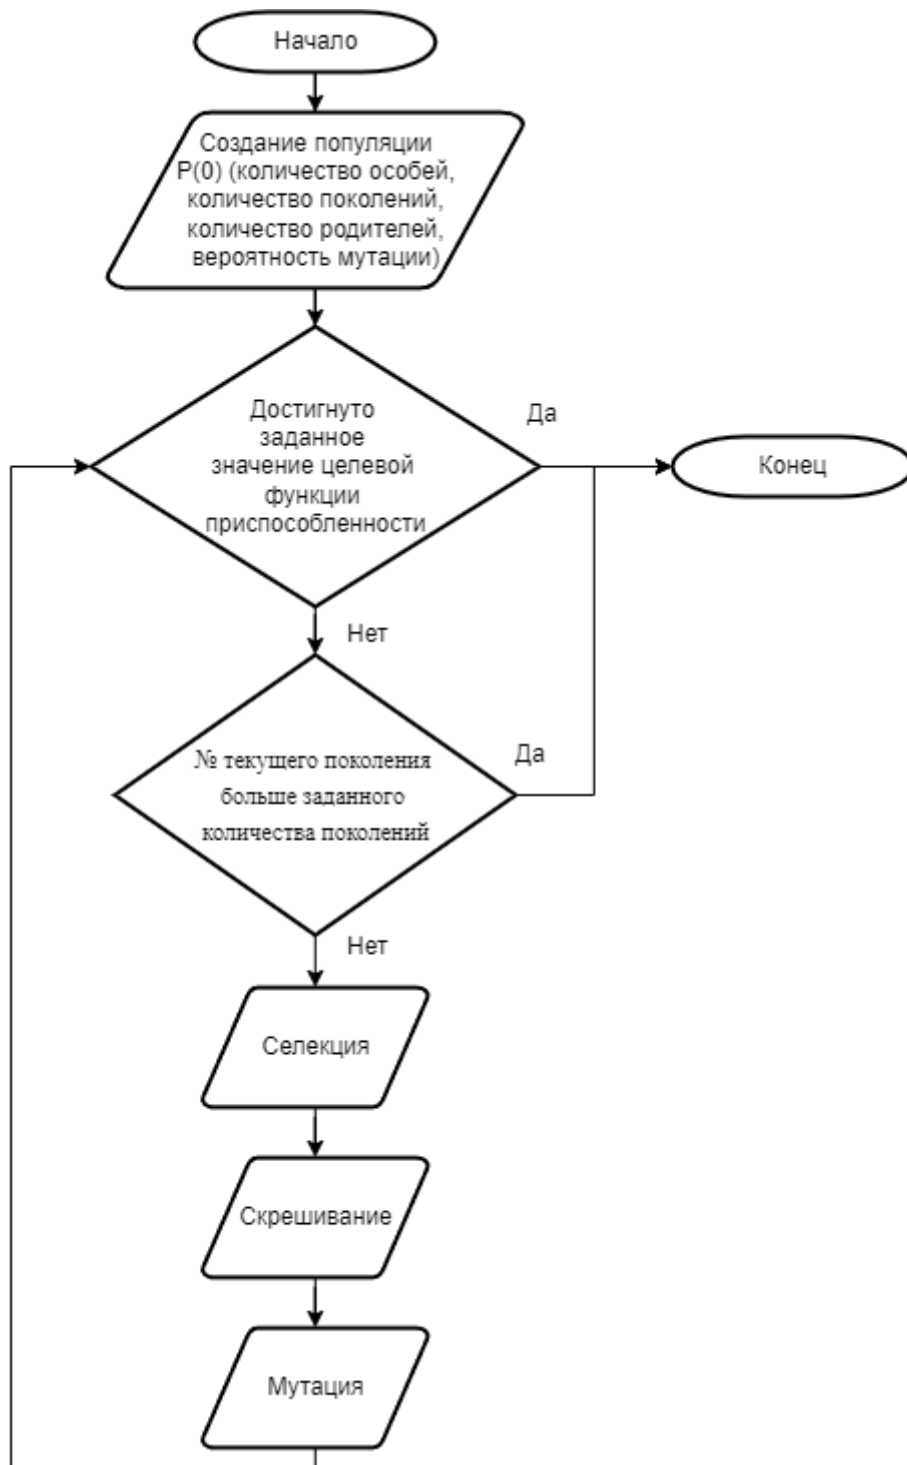 Начало
Создание популяции
P(0) (количество особей,
количество поколений,
количество родителей,
вероятность мутации)
Достигнуто
заданное
значение целевой
функции
приспособленности
Да
Конец
Нет
№ текущего поколения
больше заданного
количества поколений
Да
Нет
Селекция
Скрешивание
Мутация